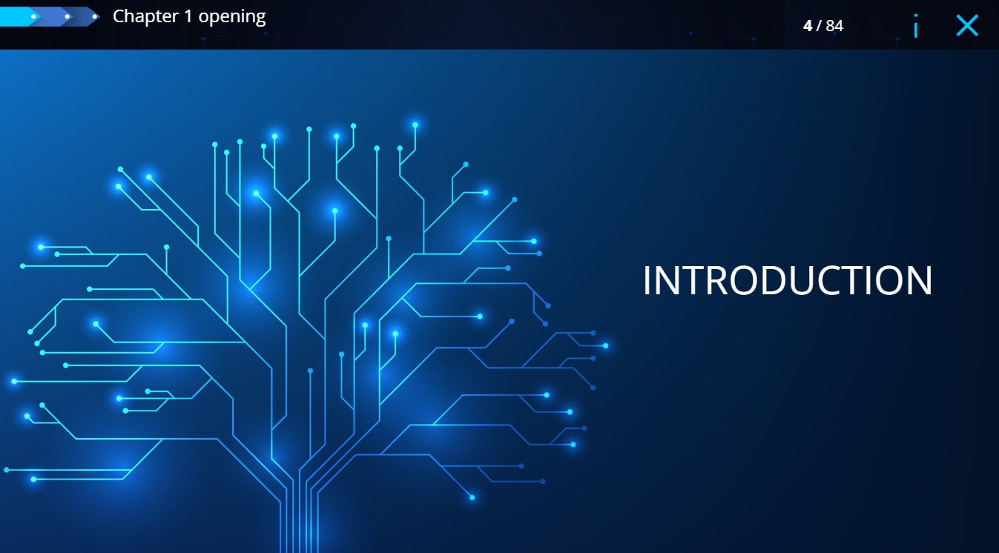 Chapter 1 opening
4 / 84
i
INTRODUCTION